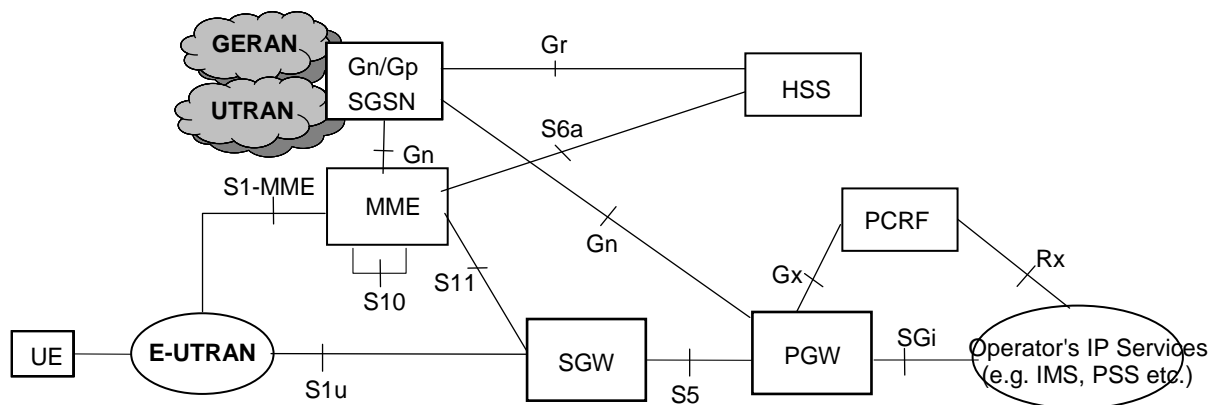 GERAN
Gr
Gn/Gp
SGSN
HSS
UTRAN
S6a
Gn
S1-MME
MME
PCRF
Gn
Rx
Gx
S11
S10
UE
E-UTRAN
SGW
PGW
SGi
Operator's IP Services
(e.g. IMS, PSS etc.)
S1u
S5